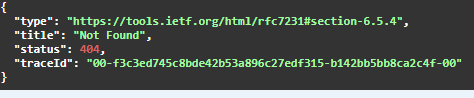 {
"type": "https://tools.ietf.org/html/rfc7231#section-6.5.4",
"title": "Not Found",
"status": 404,
"traceId": "00-f3c3ed745c8bde42b53a896c27edf315-b142bb5bb8ca2c4f-00"
}